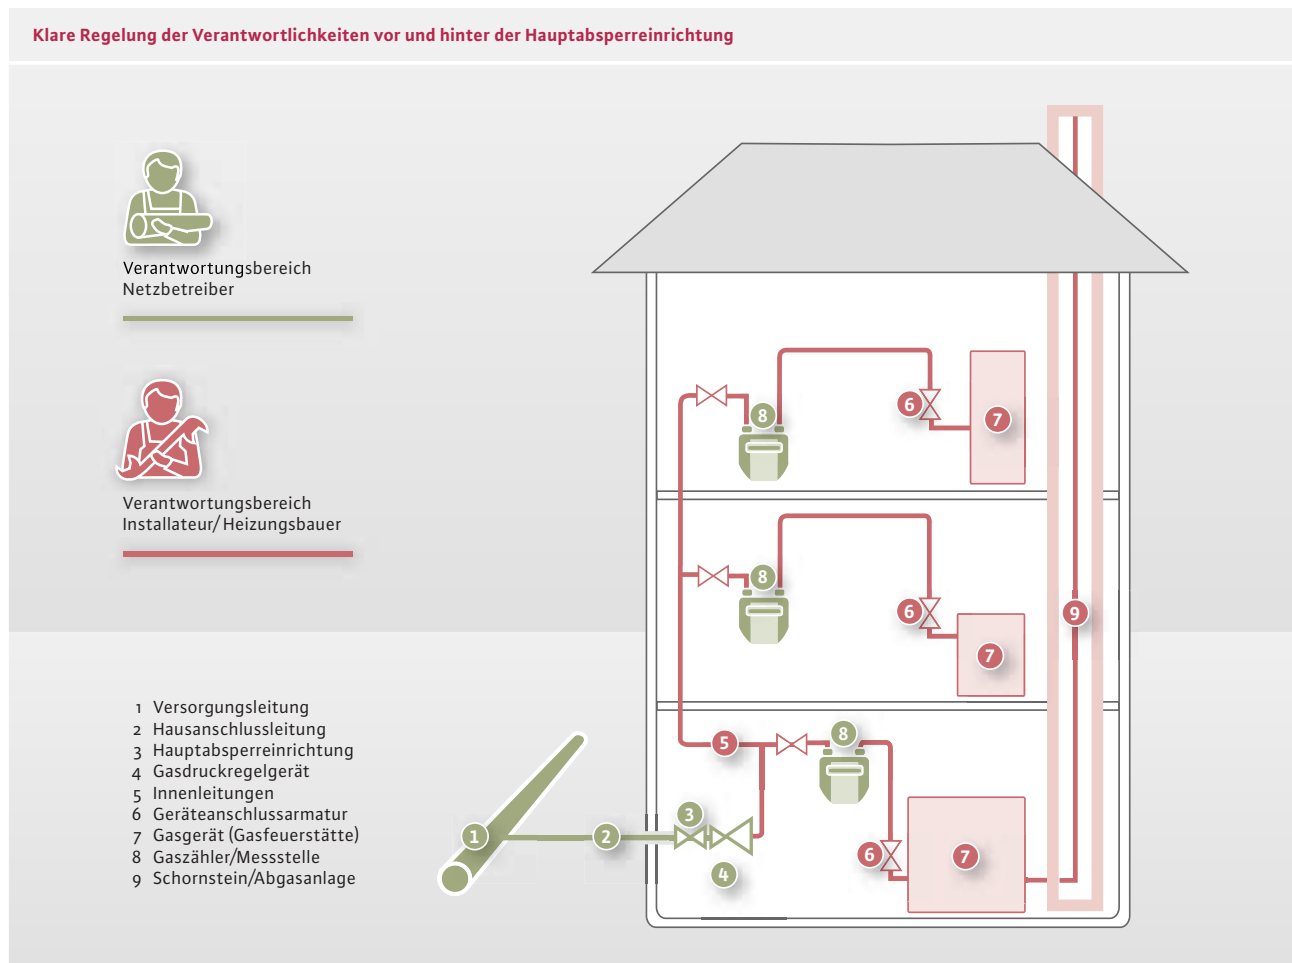 Klare Regelung der Verantwortlichkeiten vor und hinter der Hauptabsperreinrichtung
Verantwortungsbereich
Netzbetreiber
Verantwortungsbereich
Installateur/Heizungsbauer
1 Versorgungsleitung
2 Hausanschlussleitung
3 Hauptabsperreinrichtung
4 Gasdruckregelgerät
5 Innenleitungen
6 Geräteanschlussarmatur
7 Gasgerät (Gasfeuerstätte)
8 Gaszähler/Messstelle
9 Schornstein/Abgasanlage
8
6
7
8
6
7
9
5
8
3
1
2
4
6
7